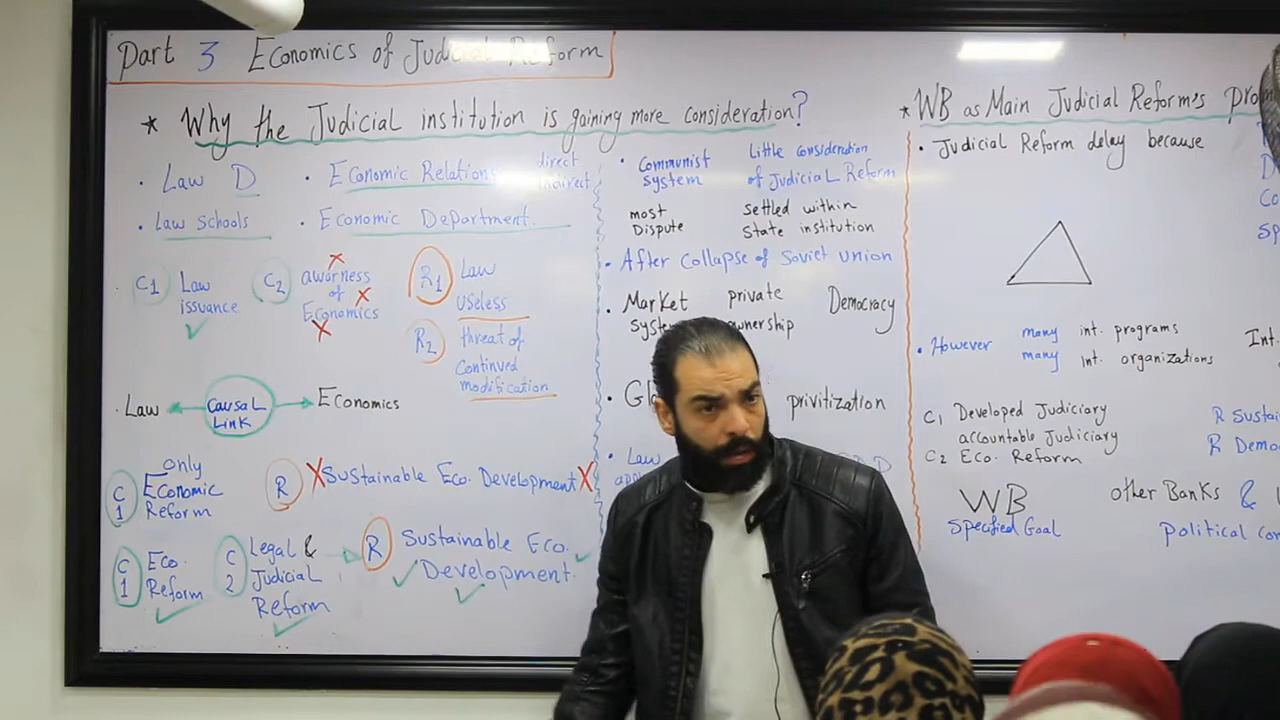 Part 3 Economics of Judicial Reform
* Why the Judicial institution is gaining more consideration?
· Law D · Economic Relations direct
indirect
· Law schools · Economic Department.
C1 Law
issuance
C2 awarness
of
Economics
R1 Law
useless
R2 threat of
continued
modification
· Law Causal Link Economics
C1 only
Economic
Reform
R X Sustainable Eco. Development X
C1 Eco.
Reform
C2 Legal &
Judicial
Reform
R Sustainable Eco.
Development.
· Communist Little consideration
system of Judicial Reform
most Settled within
Dispute State institution
· After collapse of Soviet union
· Market private Democracy
system ownership
· privitization
· Law
* WB as Main Judicial Reform's
· Judicial Reform delay because
· However many int. programs
many int. organizations
C1 Developed Judiciary
accountable Judiciary
C2 Eco. Reform
R
R
WB other Banks &
Specified Goal Political